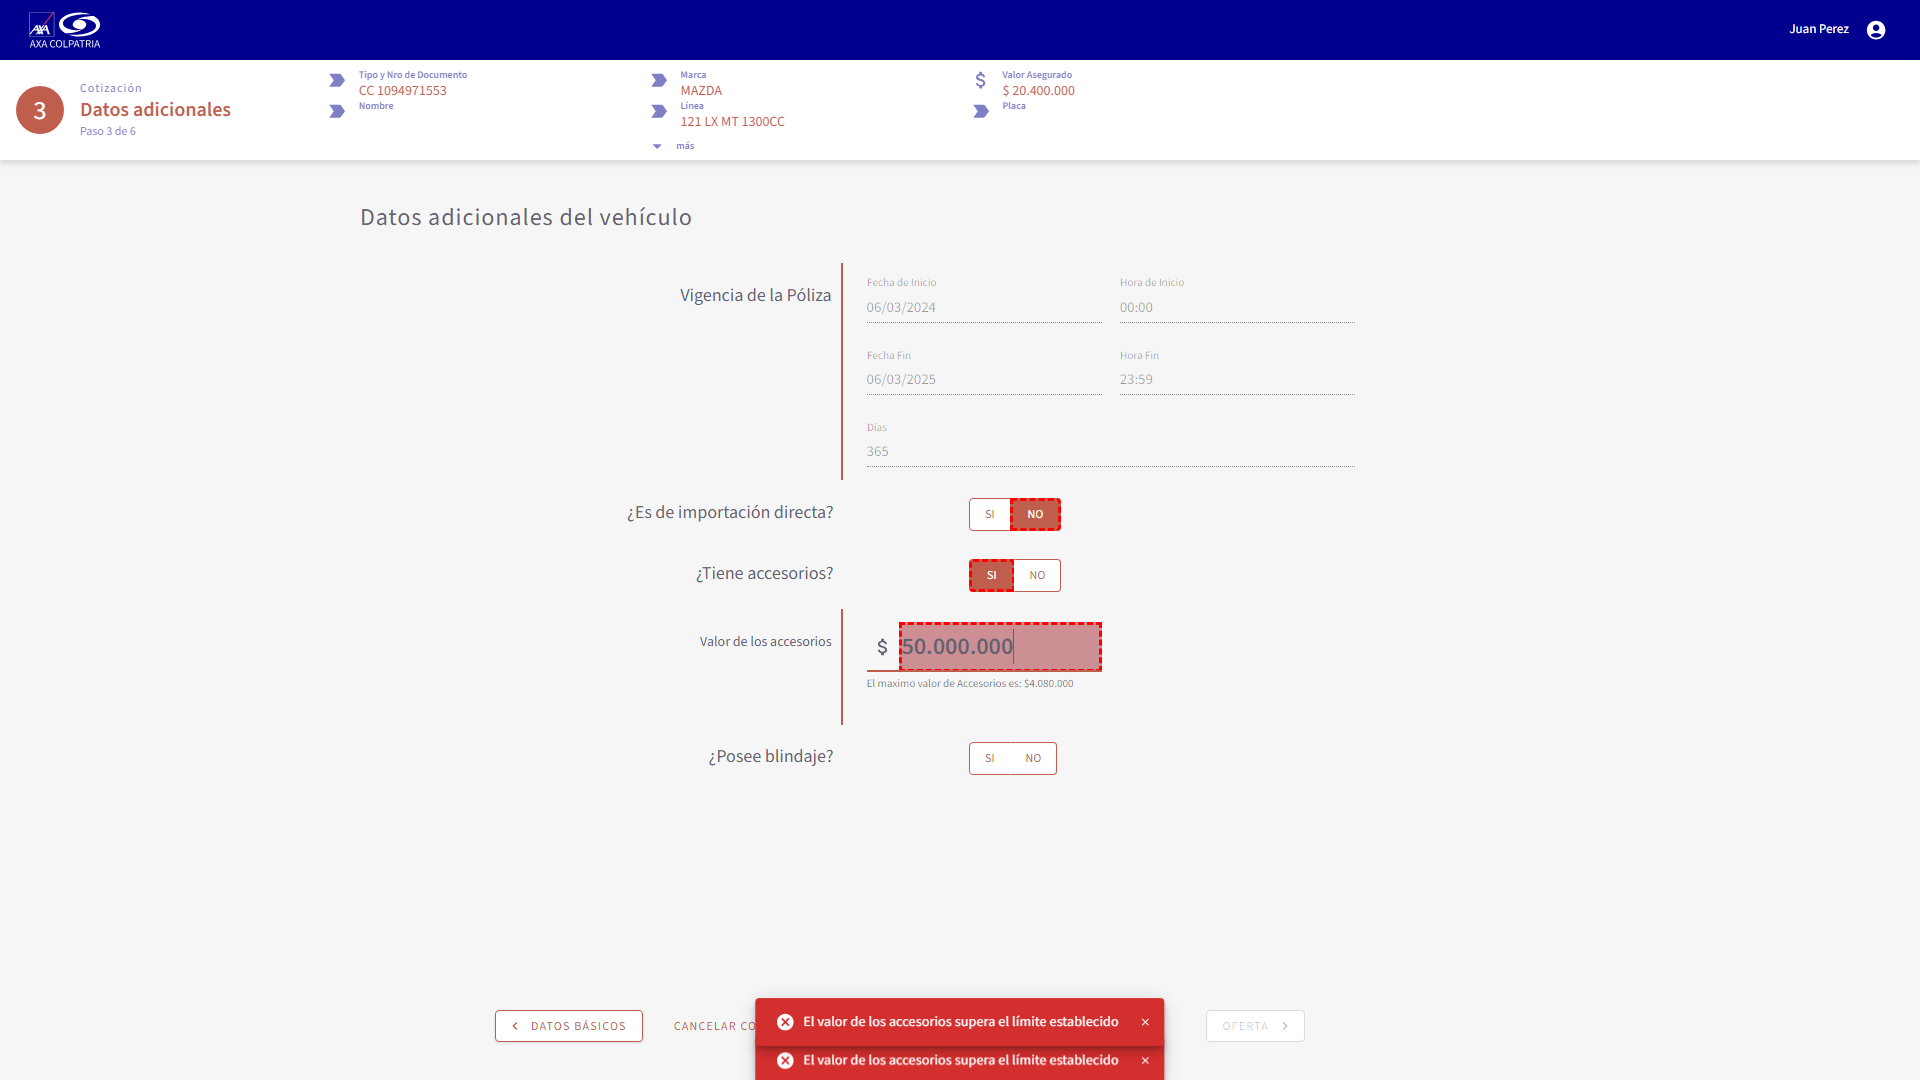 AXA
AXA COLPATRIA
Juan Perez
3
Cotización
Datos adicionales
Paso 3 de 6
Tipo y Nro de Documento
CC 1094971553
Nombre
Marca
MAZDA
Línea
121 LX MT 1300CC
más
$
Valor Asegurado
$ 20.400.000
Placa
Datos adicionales del vehículo
Vigencia de la Póliza
Fecha de Inicio
06/03/2024
Hora de Inicio
00:00
Fecha Fin
06/03/2025
Hora Fin
23:59
Días
365
¿Es de importación directa?
SI NO
¿Tiene accesorios?
SI NO
Valor de los accesorios
$ 50.000.000
El maximo valor de Accesorios es: $4.080.000
¿Posee blindaje?
SI NO
DATOS BÁSICOS
CANCELAR CO
El valor de los accesorios supera el límite establecido ×
El valor de los accesorios supera el límite establecido ×
OFERTA